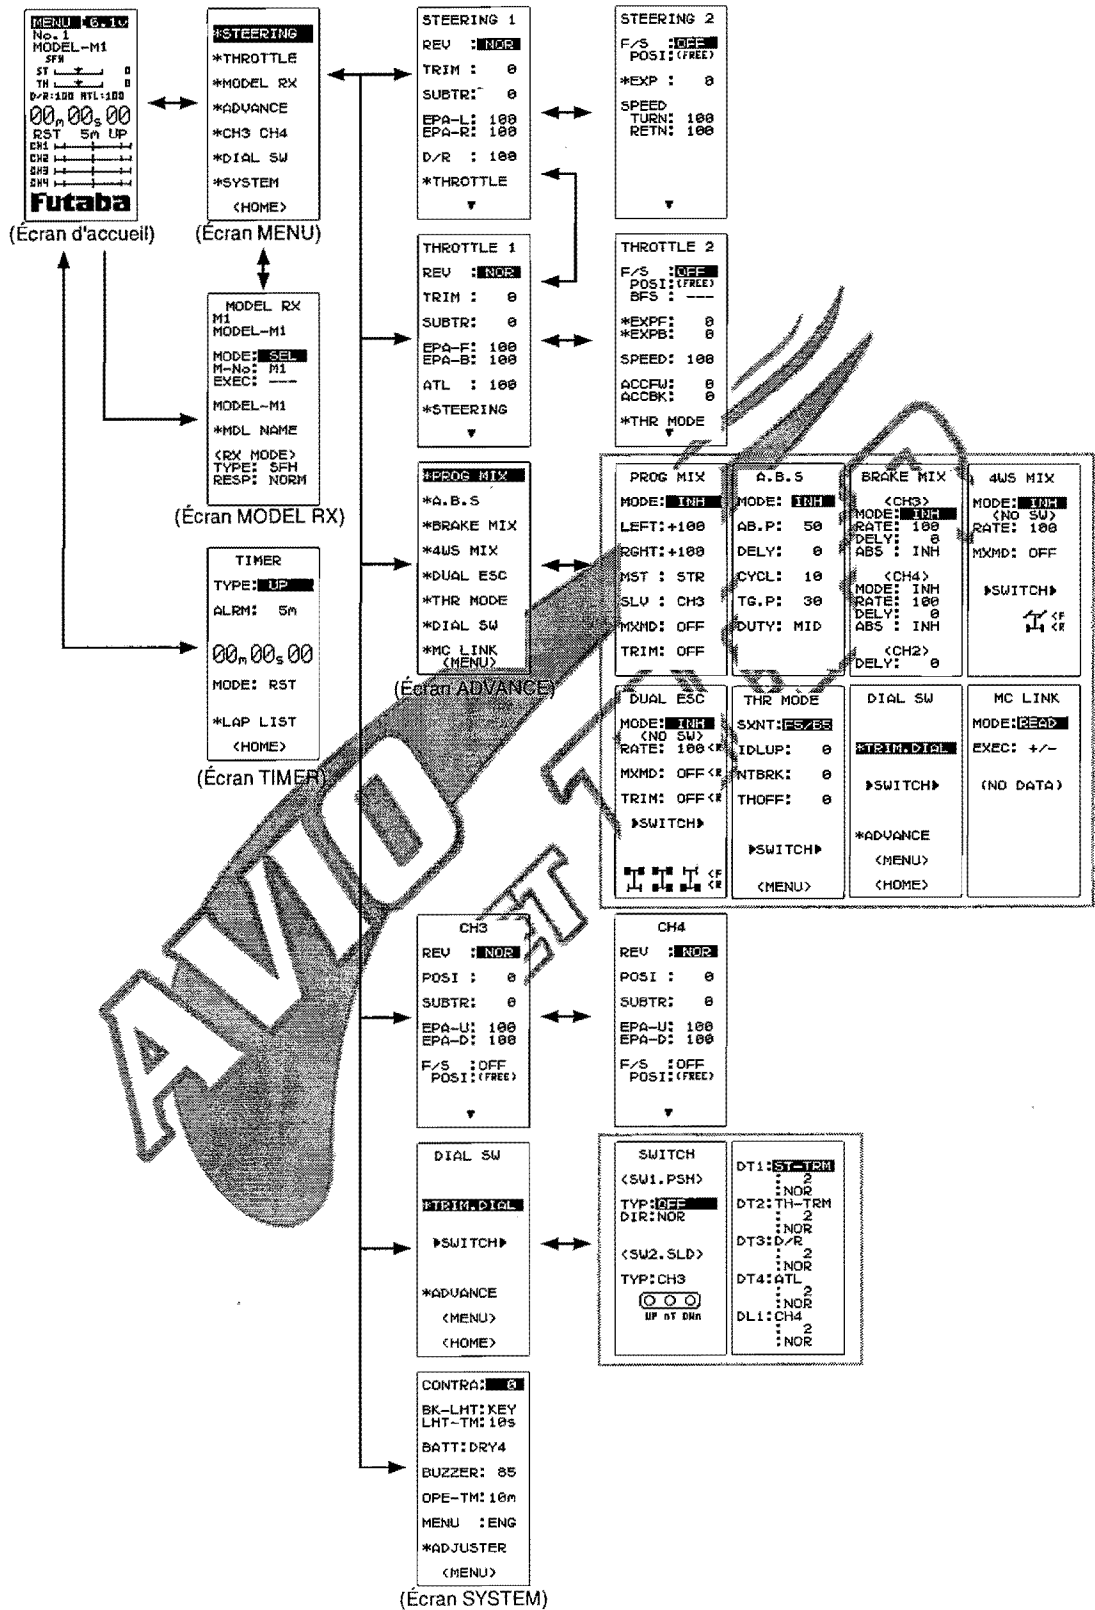 MENU 6.1v
No.1
MODEL-M1
SFH
ST 0
TH 0
D/R:100 ATL:100
00m00s00
RST 5m UP
CH1
CH2
CH3
CH4
Futaba
(Écran d'accueil)
*STEERING
*THROTTLE
*MODEL RX
*ADVANCE
*CH3 CH4
*DIAL SW
*SYSTEM
(HOME)
(Écran MENU)
STEERING 1
REV :NOR
TRIM : 0
SUBTR: 0
EPA-L: 100
EPA-R: 100
D/R : 100
*THROTTLE
▼
STEERING 2
F/S :OFF
POSI:(FREE)
*EXP : 0
SPEED
TURN: 100
RETN: 100
▼
MODEL RX
M1
MODEL-M1
MODE: SEL
M-No: M1
EXEC: ---
MODEL-M1
*MDL NAME
(RX MODE)
TYPE: SFH
RESP: NORM
(Écran MODEL RX)
THROTTLE 1
REV :NOR
TRIM : 0
SUBTR: 0
EPA-F: 100
EPA-B: 100
ATL : 100
*STEERING
▼
THROTTLE 2
F/S :OFF
POSI:(FREE)
BFS : ---
*EXPF: 0
*EXPB: 0
SPEED: 100
ACCFW: 0
ACCBK: 0
*THR MODE
▼
TIMER
TYPE: UP
ALRM: 5m
00m00s00
MODE: RST
*LAP LIST
(HOME)
(Écran TIMER)
*PROG MIX
*A.B.S
*BRAKE MIX
*4WS MIX
*DUAL ESC
*THR MODE
*DIAL SW
*MC LINK
(MENU)
(Écran ADVANCE)
PROG MIX
MODE: INH
LEFT:+100
RGHT:+100
MST : STR
SLV : CH3
MXMD: OFF
TRIM: OFF
A.B.S
MODE: INH
AB.P: 50
DELY: 0
CYCL: 10
TG.P: 30
DUTY: MID
BRAKE MIX
(CH3)
MODE: INH
RATE: 100
DELY: 0
ABS : INH
(CH4)
MODE: INH
RATE: 100
DELY: 0
ABS : INH
(CH2)
DELY: 0
4WS MIX
MODE: INH
(NO SW)
RATE: 100
MXMD: OFF
▶SWITCH▶
<F
<R
DUAL ESC
MODE: INH
(NO SW)
RATE: 100<R
MXMD: OFF<R
TRIM: OFF<R
▶SWITCH▶
<F
<R
THR MODE
SXNT:F5/B5
IDLUP: 0
NTBRK: 0
THOFF: 0
▶SWITCH▶
(MENU)
DIAL SW
*TRIM.DIAL
▶SWITCH▶
*ADVANCE
(MENU)
(HOME)
MC LINK
MODE:READ
EXEC: +/-
(NO DATA)
AVIO
ET
CH3
REV :NOR
POSI : 0
SUBTR: 0
EPA-U: 100
EPA-D: 100
F/S :OFF
POSI:(FREE)
▼
CH4
REV :NOR
POSI : 0
SUBTR: 0
EPA-U: 100
EPA-D: 100
F/S :OFF
POSI:(FREE)
▼
DIAL SW
*TRIM.DIAL
▶SWITCH▶
*ADVANCE
(MENU)
(HOME)
SWITCH
(SW1.PSH)
TYP:OFF
DIR:NOR
(SW2.SLD)
TYP:CH3
UP nT DWn
DT1:ST-TRM
: 2
:NOR
DT2:TH-TRM
: 2
:NOR
DT3:D/R
: 2
:NOR
DT4:ATL
: 2
:NOR
DL1:CH4
: 2
:NOR
CONTRA: 0
BK-LHT:KEY
LHT-TM:10s
BATT:DRY4
BUZZER: 85
OPE-TM:10m
MENU :ENG
*ADJUSTER
(MENU)
(Écran SYSTEM)